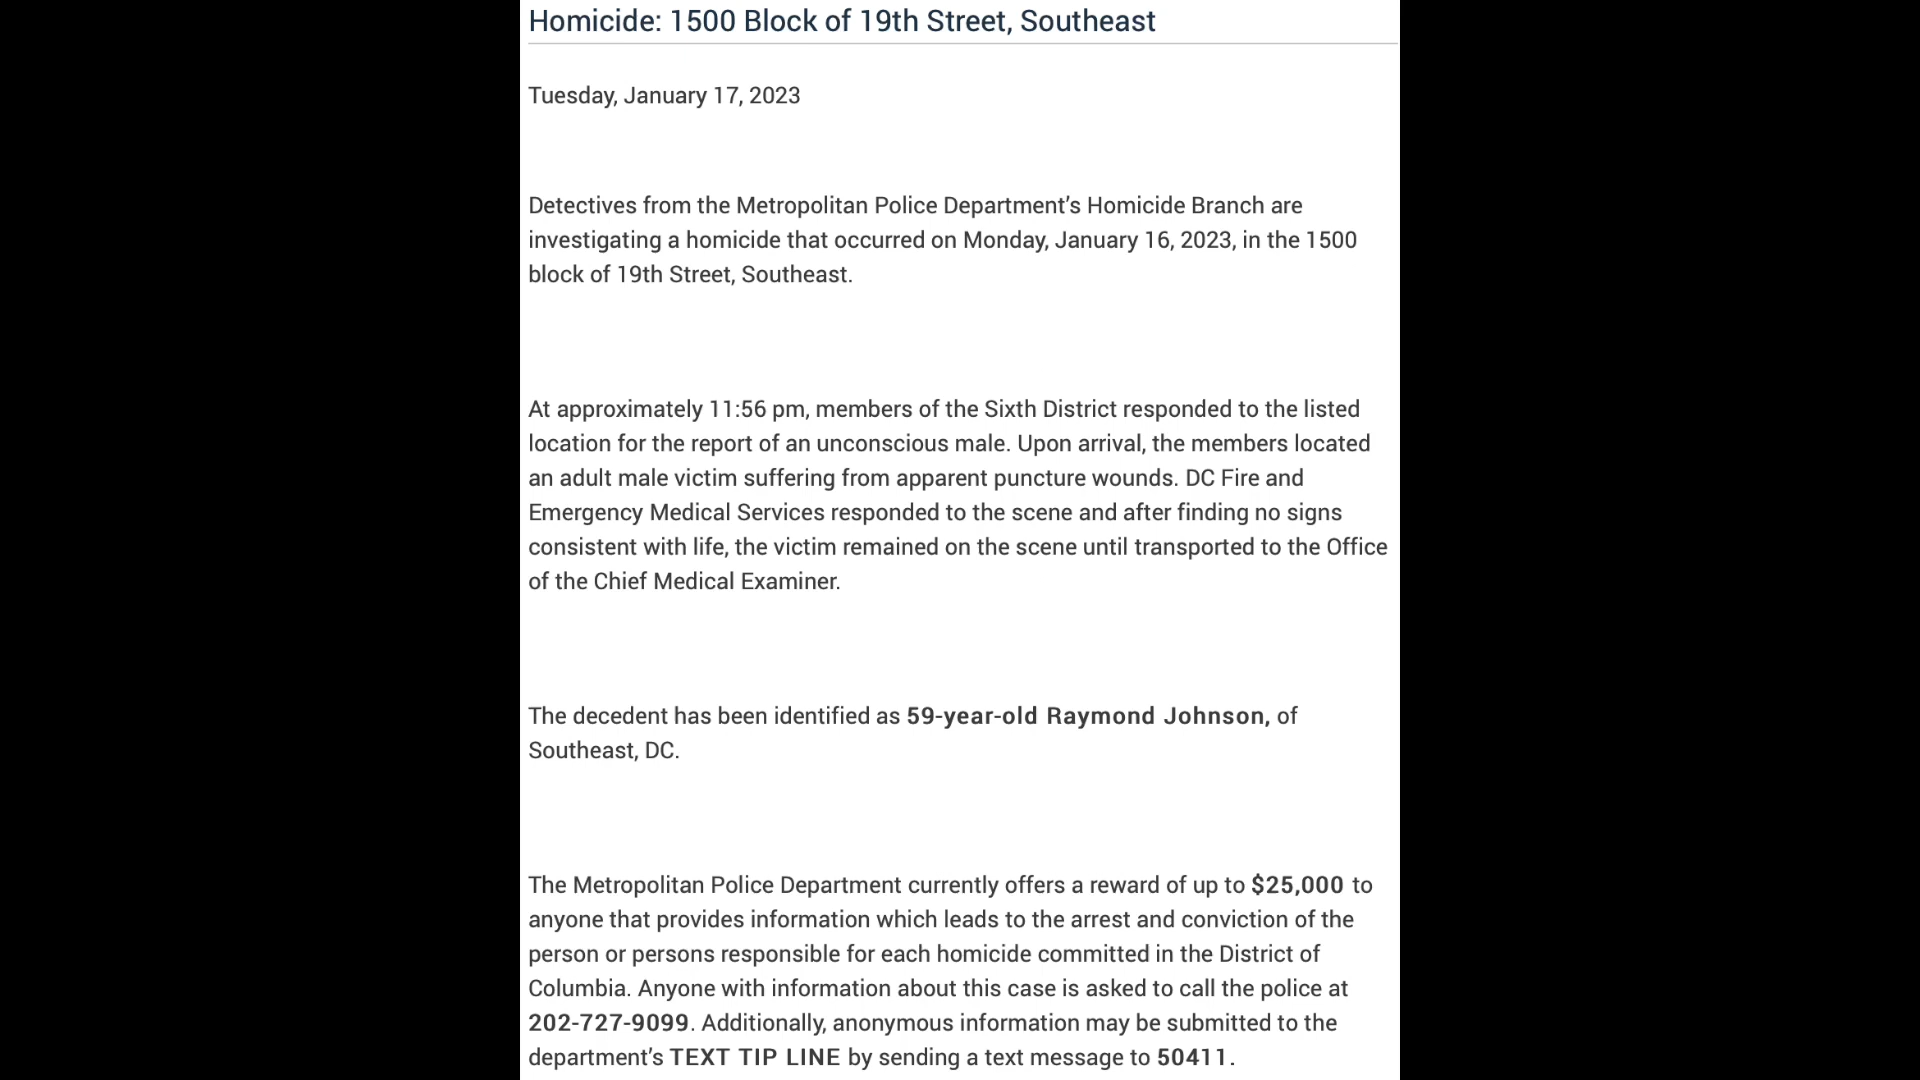 Homicide: 1500 Block of 19th Street, Southeast
Tuesday, January 17, 2023
Detectives from the Metropolitan Police Department’s Homicide Branch are
investigating a homicide that occurred on Monday, January 16, 2023, in the 1500
block of 19th Street, Southeast.
At approximately 11:56 pm, members of the Sixth District responded to the listed
location for the report of an unconscious male. Upon arrival, the members located
an adult male victim suffering from apparent puncture wounds. DC Fire and
Emergency Medical Services responded to the scene and after finding no signs
consistent with life, the victim remained on the scene until transported to the Office
of the Chief Medical Examiner.
The decedent has been identified as 59-year-old Raymond Johnson, of
Southeast, DC.
The Metropolitan Police Department currently offers a reward of up to $25,000 to
anyone that provides information which leads to the arrest and conviction of the
person or persons responsible for each homicide committed in the District of
Columbia. Anyone with information about this case is asked to call the police at
202-727-9099. Additionally, anonymous information may be submitted to the
department’s TEXT TIP LINE by sending a text message to 50411.